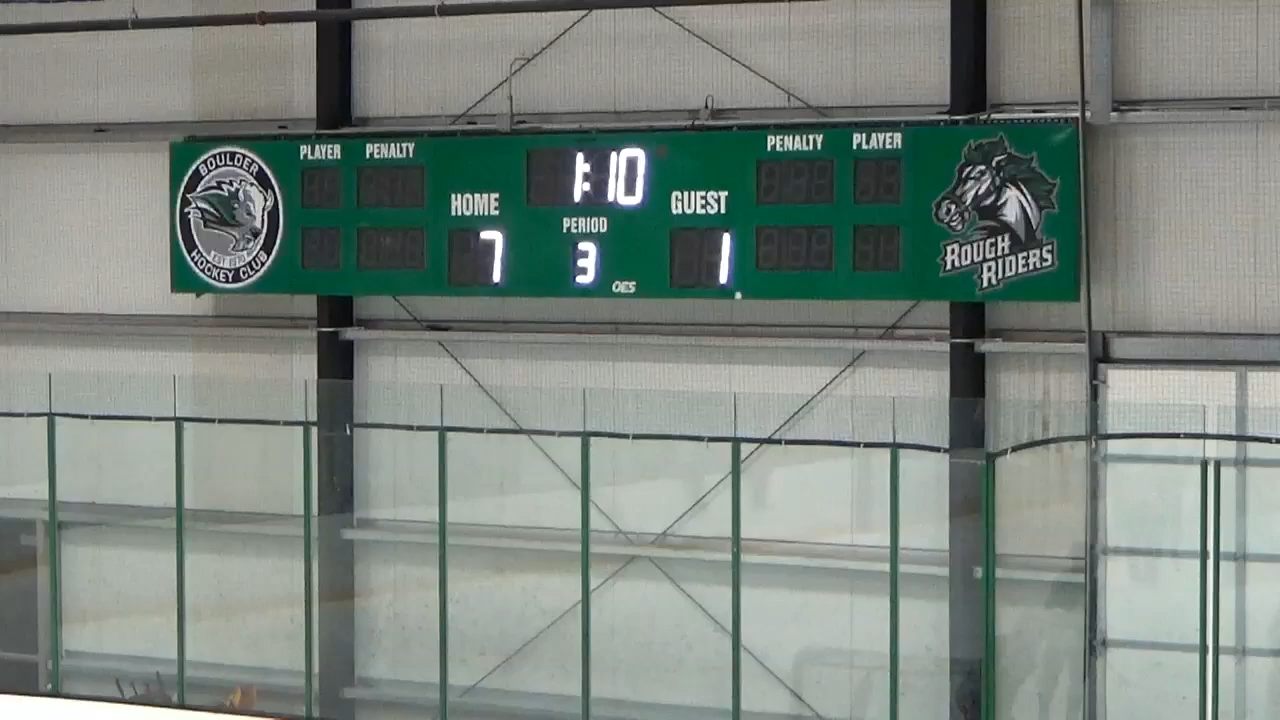 BOULDER
HOCKEY CLUB
PLAYER PENALTY
1:10
PENALTY PLAYER
HOME
GUEST
PERIOD
7 3 1
OES
ROUGH
RIDERS